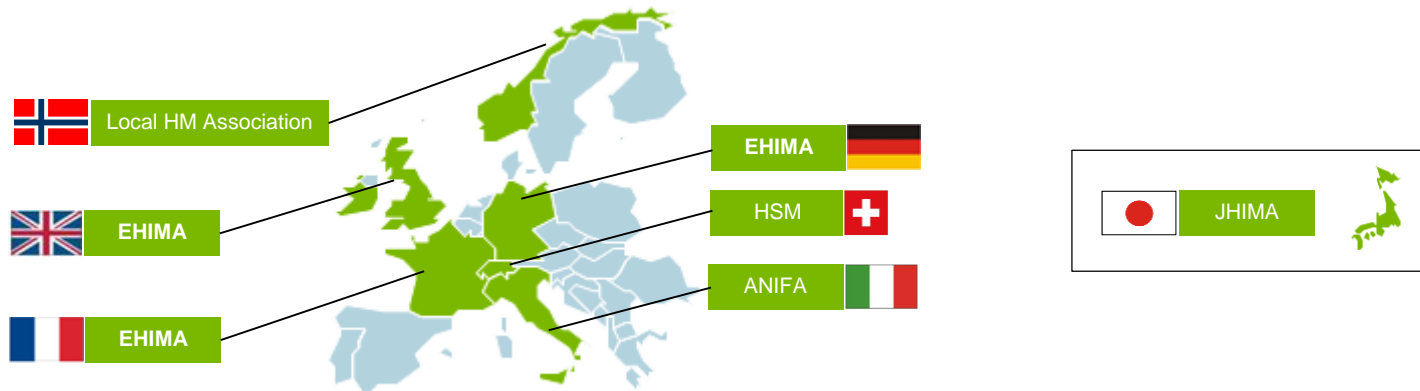 Local HM Association
EHIMA
EHIMA
EHIMA
HSM
ANIFA
JHIMA